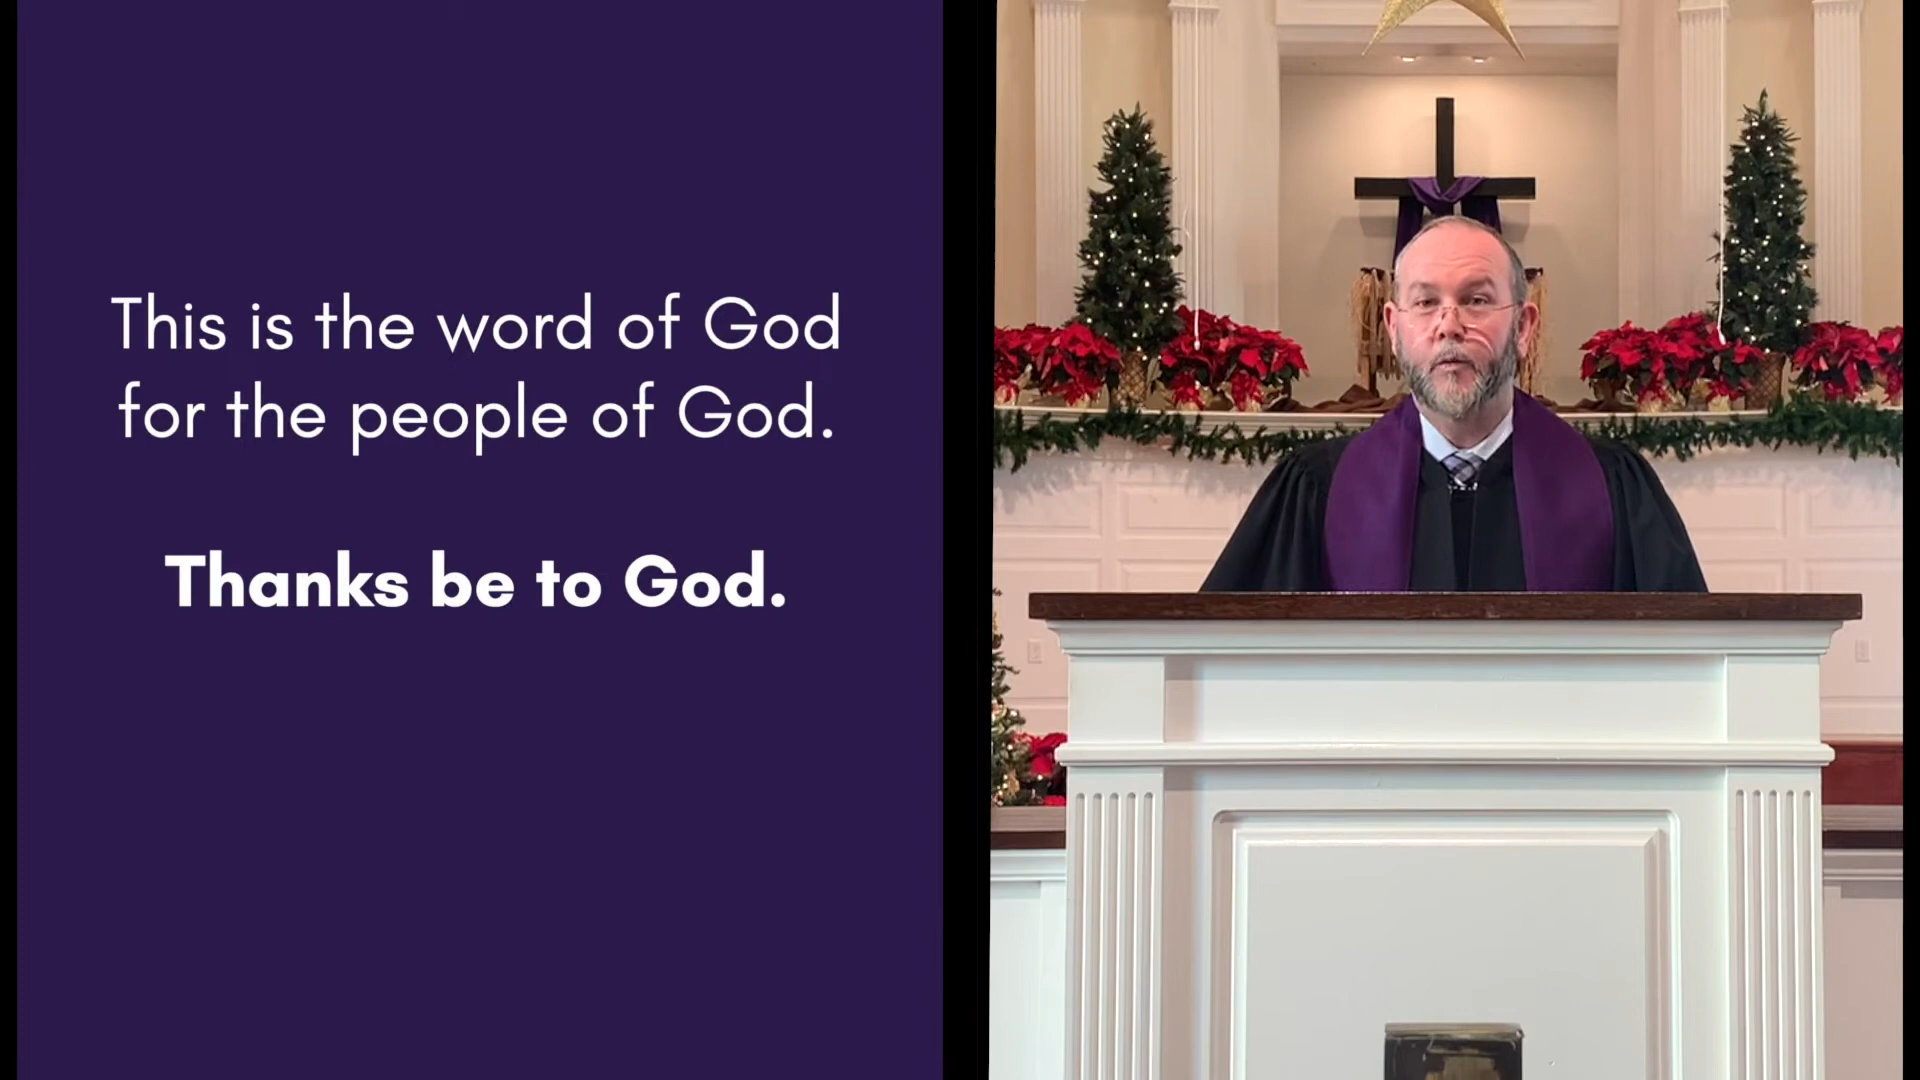 This is the word of God
for the people of God.
Thanks be to God.